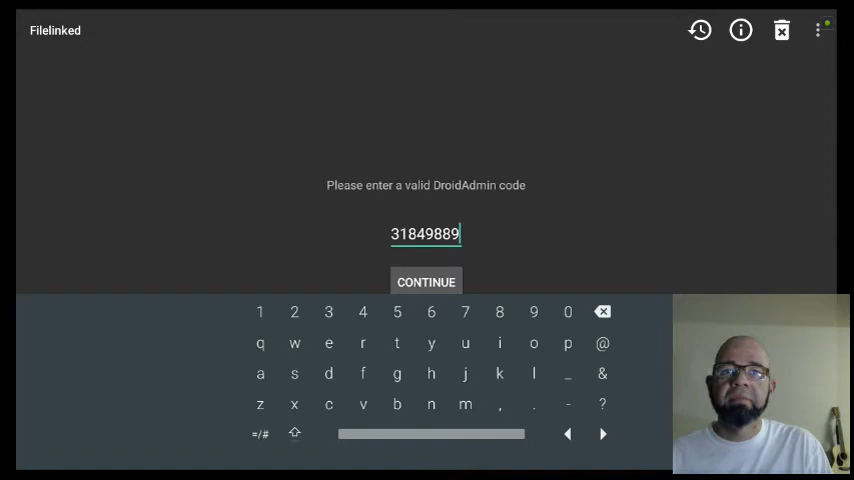 Filelinked
Please enter a valid DroidAdmin code
31849889
CONTINUE
1 2 3 4 5 6 7 8 9 0
q w e r t y u i o p @
a s d f g h j k l _ &
z x c v b n m , . - ?
=/#